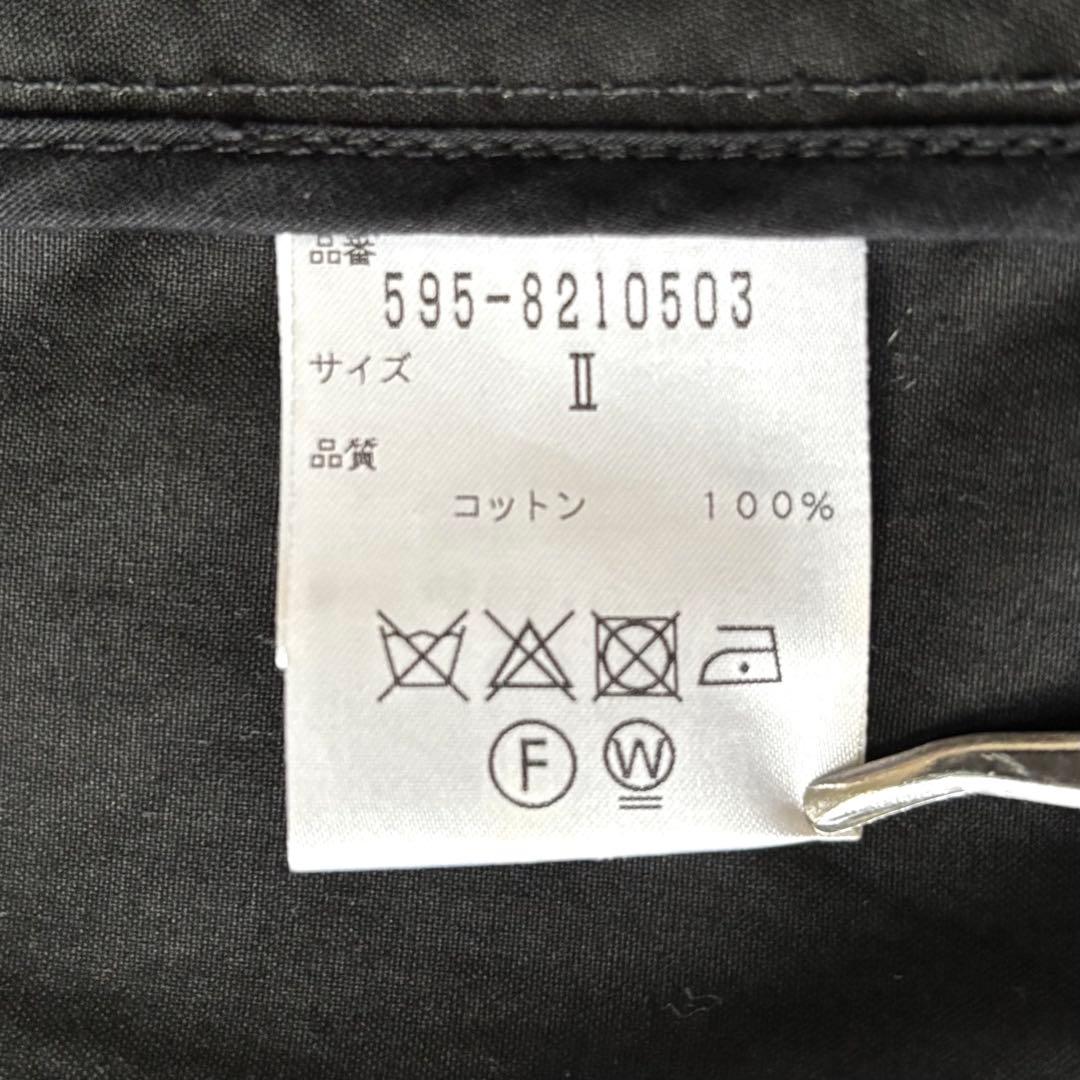 品番
595-8210503
サイズ II
品質
コットン 100%
F W